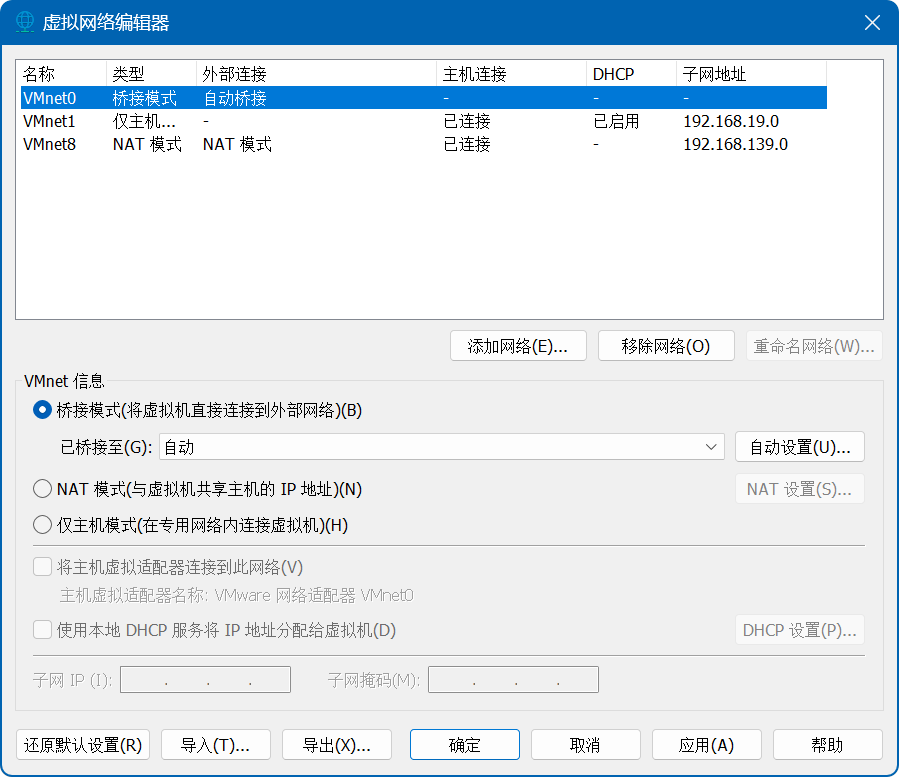 虚拟网络编辑器
名称 类型 外部连接 主机连接 DHCP 子网地址
VMnet0 桥接模式 自动桥接 - - -
VMnet1 仅主机... - 已连接 已启用 192.168.19.0
VMnet8 NAT 模式 NAT 模式 已连接 - 192.168.139.0
添加网络(E)... 移除网络(O) 重命名网络(W)...
VMnet 信息
桥接模式(将虚拟机直接连接到外部网络)(B)
已桥接至(G): 自动 自动设置(U)...
NAT 模式(与虚拟机共享主机的 IP 地址)(N) NAT 设置(S)...
仅主机模式(在专用网络内连接虚拟机)(H)
将主机虚拟适配器连接到此网络(V)
主机虚拟适配器名称: VMware 网络适配器 VMnet0
使用本地 DHCP 服务将 IP 地址分配给虚拟机(D) DHCP 设置(P)...
子网 IP (I): . . . 子网掩码(M): . . .
还原默认设置(R) 导入(T)... 导出(X)... 确定 取消 应用(A) 帮助